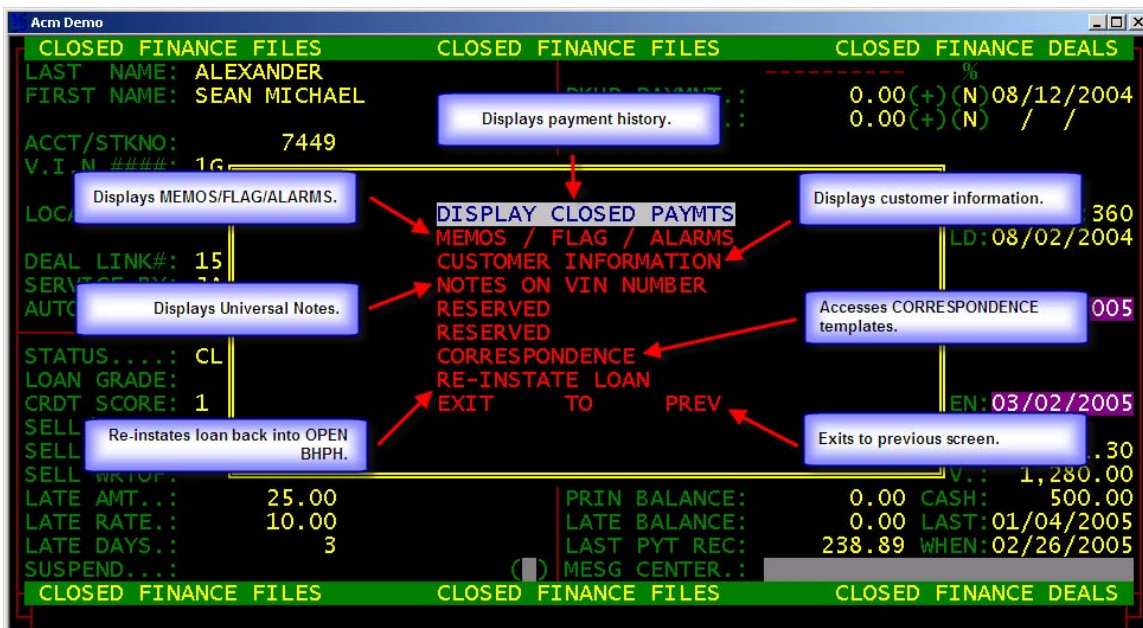 Acm Demo
CLOSED FINANCE FILES CLOSED FINANCE FILES CLOSED FINANCE DEALS
LAST NAME: ALEXANDER ---------- %
FIRST NAME: SEAN MICHAEL 0.00(+)(N)08/12/2004
Displays payment history.
.: 0.00(+)(N) / /
ACCT/STKNO: 7449
V.I.N ####: 1G
Displays MEMOS/FLAG/ALARMS.
Displays customer information.
DISPLAY CLOSED PAYMTS
360
MEMOS / FLAG / ALARMS
LD:08/02/2004
DEAL LINK#: 15
CUSTOMER INFORMATION
NOTES ON VIN NUMBER
Displays Universal Notes.
RESERVED
Accesses CORRESPONDENCE
templates.
005
RESERVED
STATUS....: CL
CORRESPONDENCE
LOAN GRADE:
RE-INSTATE LOAN
CRDT SCORE: 1
EXIT TO PREV
EN:03/02/2005
SELL
Re-instates loan back into OPEN
BHPH.
Exits to previous screen.
SELL
.30
V.: 1,280.00
LATE AMT..: 25.00 PRIN BALANCE: 0.00 CASH: 500.00
LATE RATE.: 10.00 LATE BALANCE: 0.00 LAST:01/04/2005
LATE DAYS.: 3 LAST PYT REC: 238.89 WHEN:02/26/2005
SUSPEND...: ( ) MESG CENTER.:
CLOSED FINANCE FILES CLOSED FINANCE FILES CLOSED FINANCE DEALS